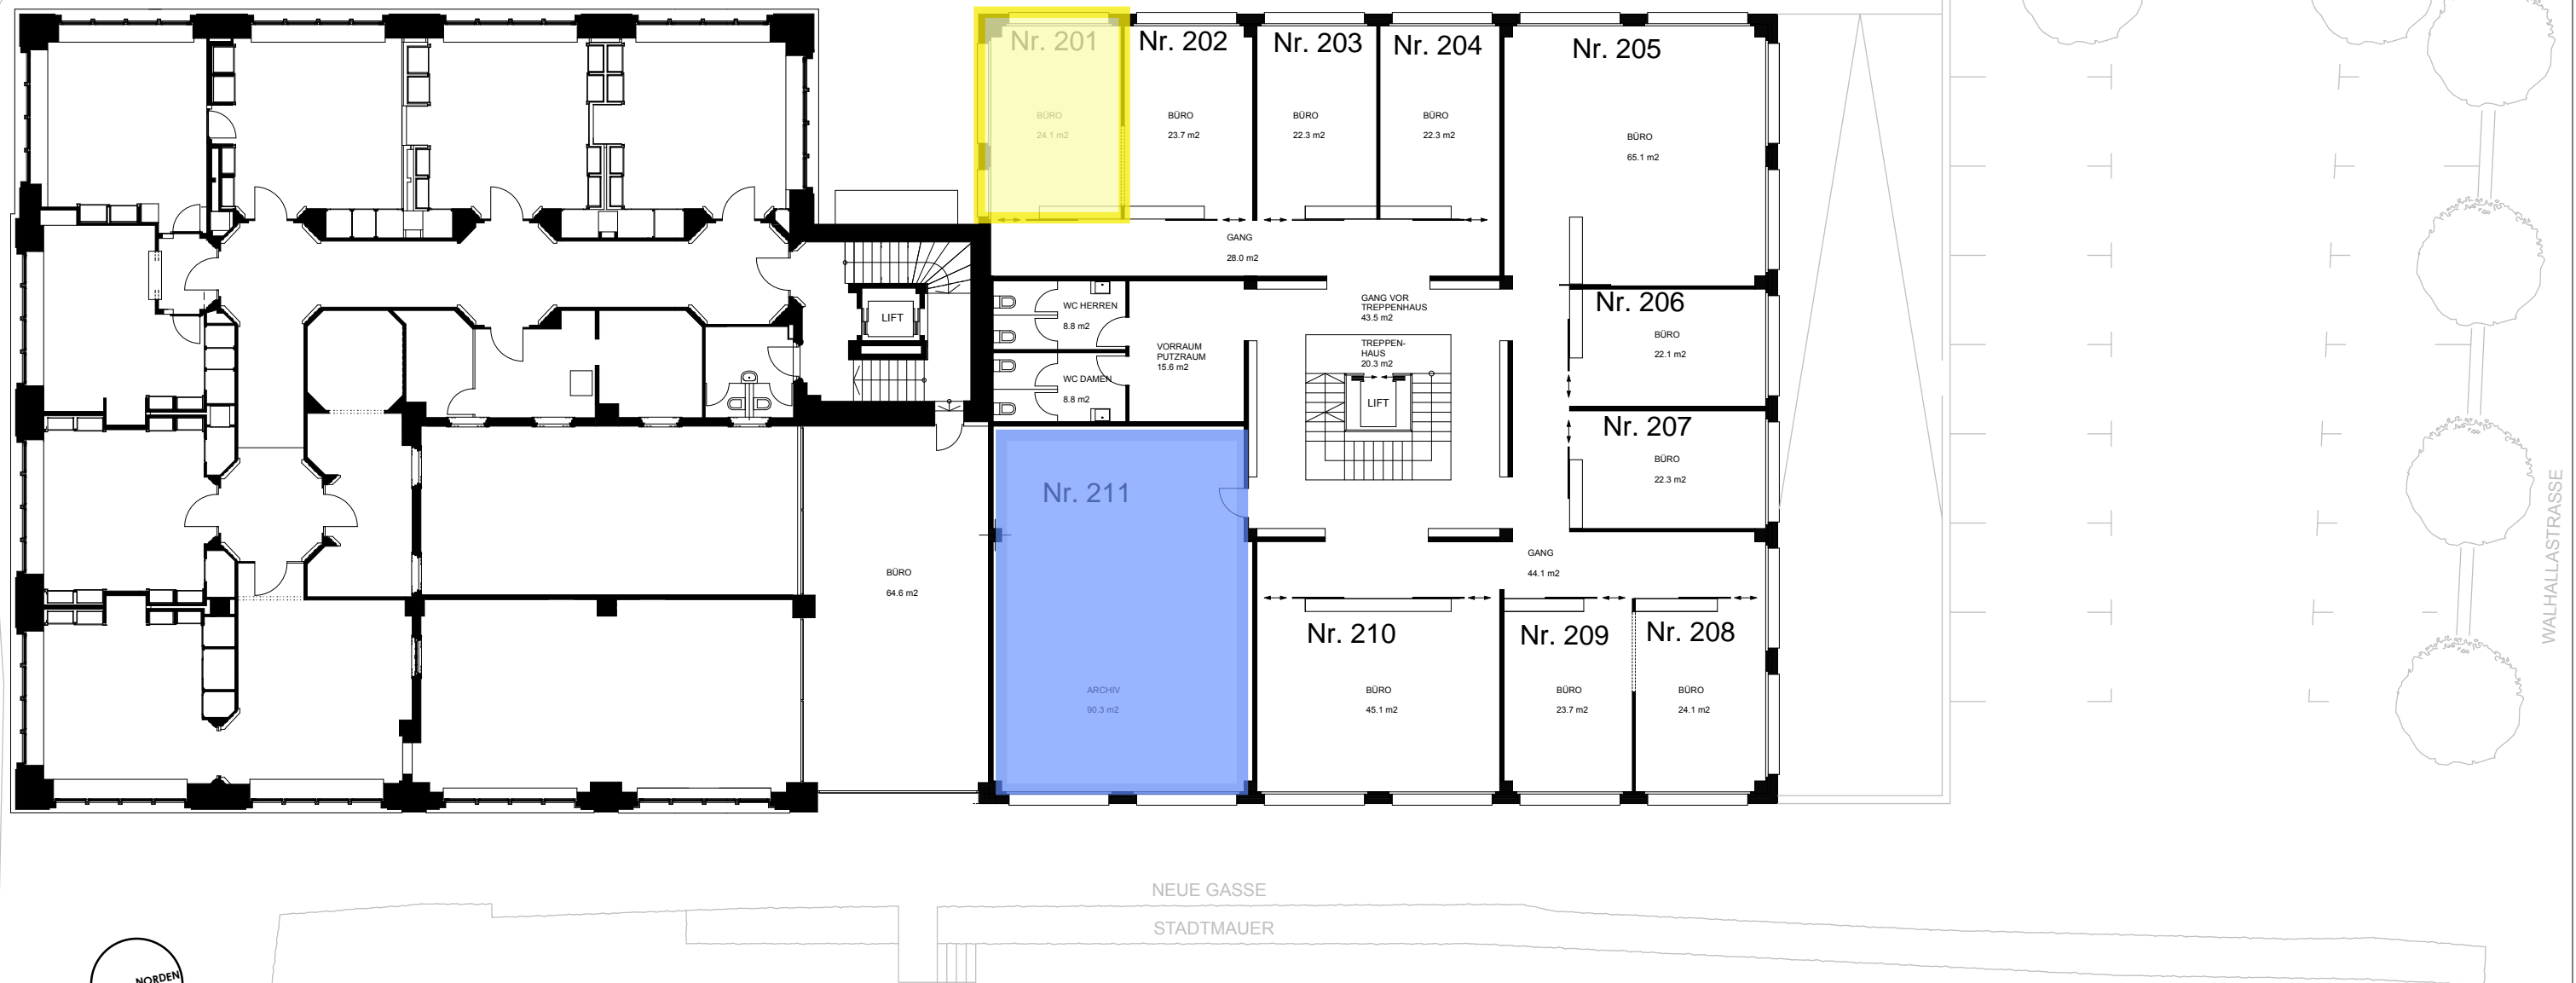 Nr. 201
Nr. 202
Nr. 203
Nr. 204
Nr. 205
BÜRO
24.1 m2
BÜRO
23.7 m2
BÜRO
22.3 m2
BÜRO
22.3 m2
BÜRO
65.1 m2
GANG
28.0 m2
LIFT
WC HERREN
8.8 m2
WC DAMEN
8.8 m2
VORRAUM
PUTZRAUM
15.6 m2
GANG VOR
TREPPENHAUS
43.5 m2
TREPPEN-
HAUS
20.3 m2
LIFT
Nr. 206
BÜRO
22.1 m2
Nr. 207
BÜRO
22.3 m2
Nr. 211
ARCHIV
90.3 m2
BÜRO
64.6 m2
GANG
44.1 m2
Nr. 210
BÜRO
45.1 m2
Nr. 209
BÜRO
23.7 m2
Nr. 208
BÜRO
24.1 m2
WALHALLASTRASSE
NEUE GASSE
STADTMAUER
NORDEN